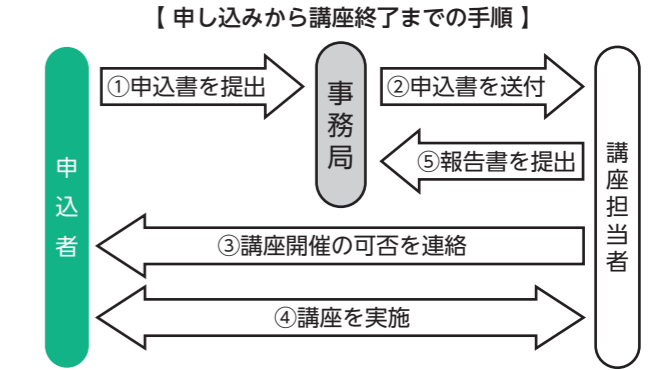 【 申し込みから講座終了までの手順 】
①申込書を提出
②申込書を送付
事務局
⑤報告書を提出
申込者
講座担当者
③講座開催の可否を連絡
④講座を実施